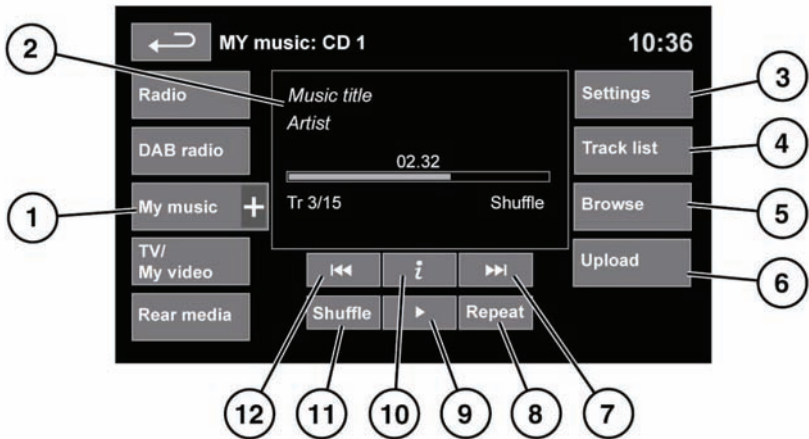 MY music: CD 1
10:36
Radio
DAB radio
My music +
TV/
My video
Rear media
Music title
Artist
02.32
Tr 3/15 Shuffle
i
Shuffle
Repeat
Settings
Track list
Browse
Upload
1
2
3
4
5
6
7
8
9
10
11
12